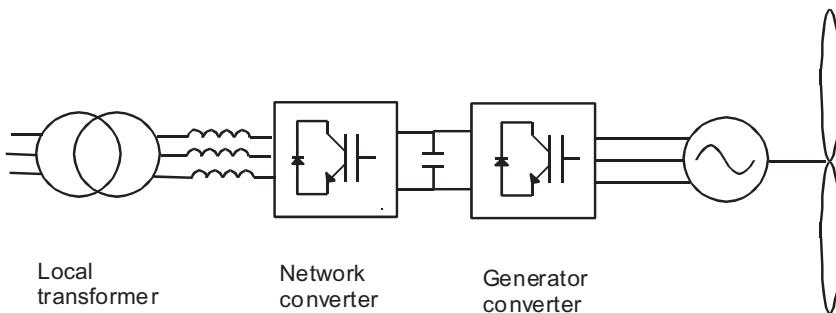 Local
transformer
Network
converter
Generator
converter